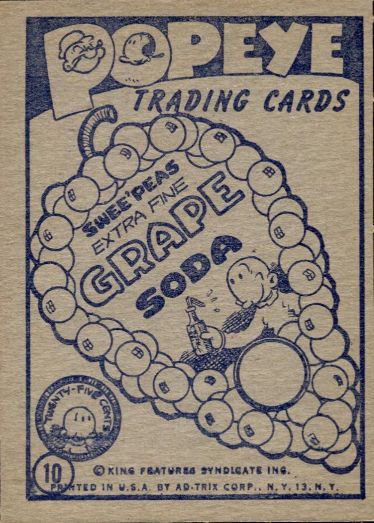 POPEYE
TRADING CARDS
SWEE'PEAS
EXTRA FINE
GRAPE
SODA
TWENTY-FIVE CENTS
10
© KING FEATURES SYNDICATE INC.
PRINTED IN U.S.A. BY AD-TRIX CORP., N.Y. 13, N.Y.